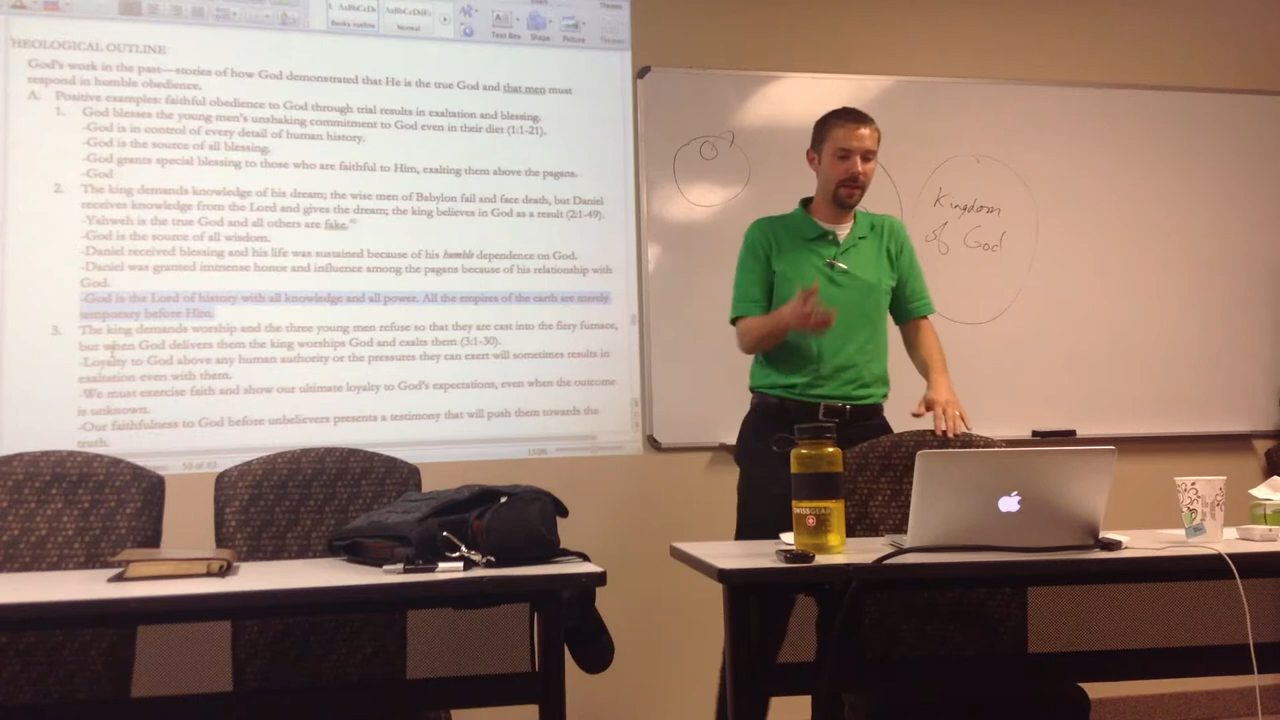 HEOLOGICAL OUTLINE
God's work in the past—stories of how God demonstrated that He is the true God and that men must
respond in humble obedience.
A. Positive examples: faithful obedience to God through trial results in exaltation and blessing.
1. God blesses the young men's unshaking commitment to God even in their diet (1:1-21).
-God is in control of every detail of human history.
-God is the source of all blessing.
-God grants special blessing to those who are faithful to Him, exalting them above the pagans.
-God
2. The king demands knowledge of his dream; the wise men of Babylon fail and face death, but Daniel
receives knowledge from the Lord and gives the dream; the king believes in God as a result (2:1-49).
-Yahweh is the true God and all others are fake.
-God is the source of all wisdom.
-Daniel received blessing and his life was sustained because of his humble dependence on God.
-Daniel was granted immense honor and influence among the pagans because of his relationship with
God.
-God is the Lord of history with all knowledge and all power. All the empires of the earth are merely
temporary before Him.
3. The king demands worship and the three young men refuse so that they are cast into the fiery furnace,
but when God delivers them the king worships God and exalts them (3:1-30).
-Loyalty to God above any human authority or the pressures they can exert will sometimes results in
exaltation even with them.
-We must exercise faith and show our ultimate loyalty to God's expectations, even when the outcome
is unknown.
-Our faithfulness to God before unbelievers presents a testimony that will push them towards the
truth.
AaBbCcD
AaBbCcDdE
Books outline
Normal
Text Box
Shape
Picture
Themes
150%
Kingdom
of God
SWISSGEAR